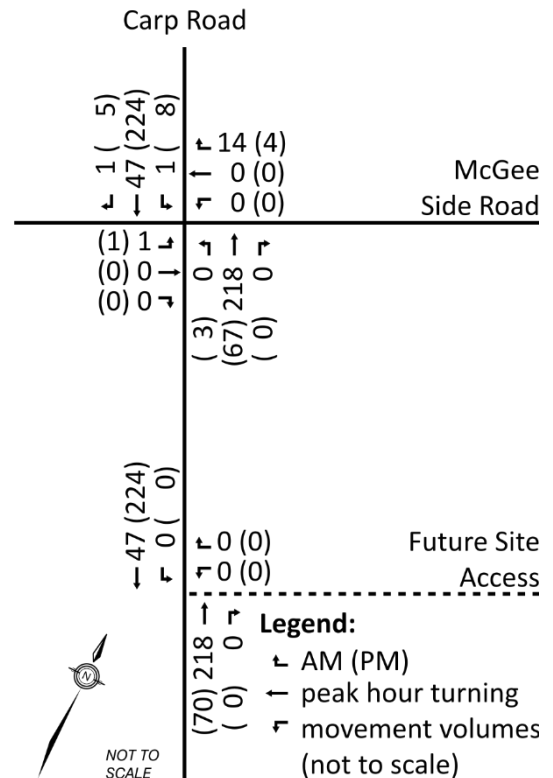 Carp Road
1 ( 5)
47 (224)
1 ( 8)
14 (4)
0 (0)
0 (0)
McGee
Side Road
(1) 1
(0) 0
(0) 0
( 3) 0
(67) 218
( 0) 0
47 (224)
0 ( 0)
0 (0)
0 (0)
Future Site
Access
(70) 218
( 0) 0
Legend:
AM (PM)
peak hour turning
movement volumes
(not to scale)
N
NOT TO
SCALE